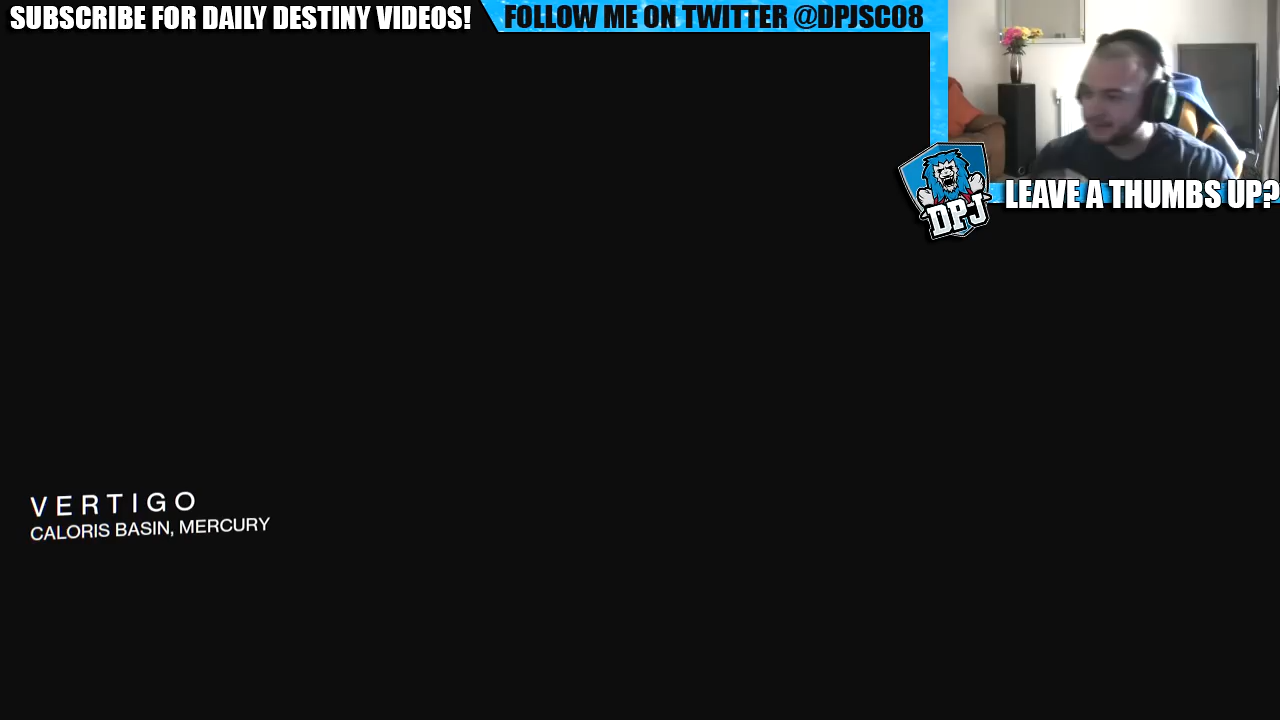 SUBSCRIBE FOR DAILY DESTINY VIDEOS!
FOLLOW ME ON TWITTER @DPJSC08
DPJ
LEAVE A THUMBS UP?
VERTIGO
CALORIS BASIN, MERCURY